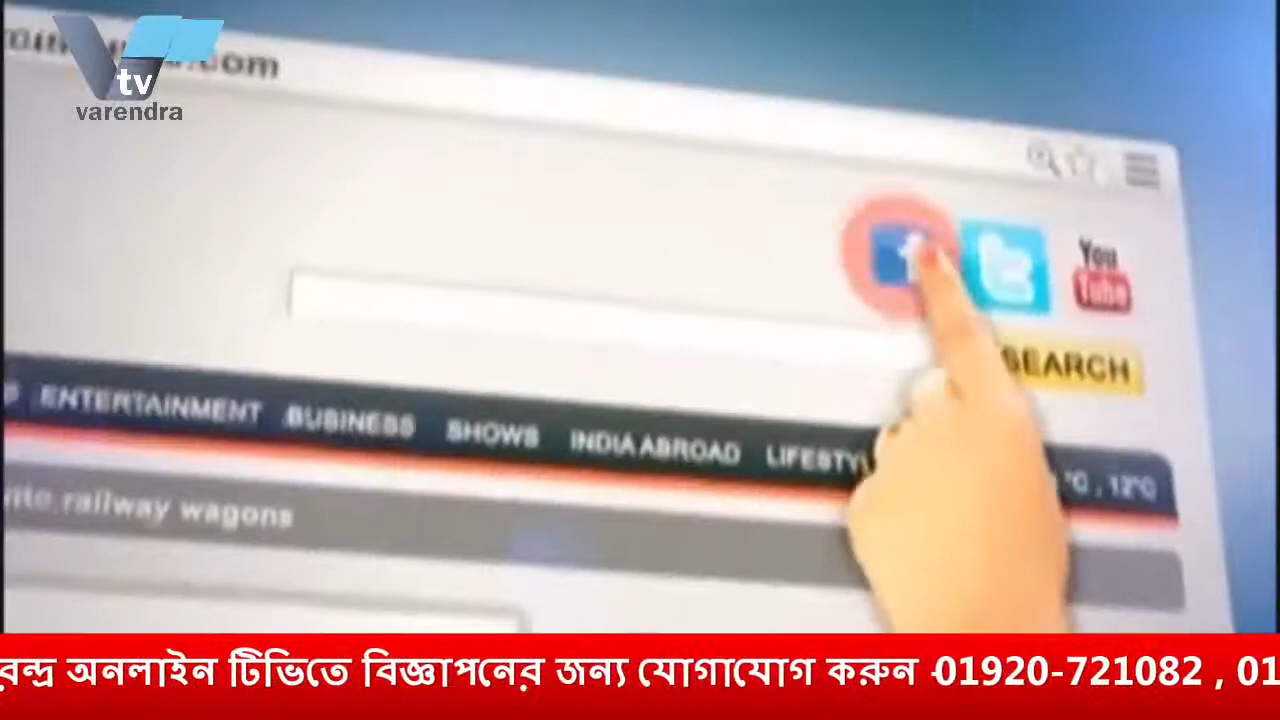 .com
tv
varendra
f
You
Tube
SEARCH
ENTERTAINMENT BUSINESS SHOWS INDIA ABROAD °C , 12°C
railway wagons
অনলাইন টিভিতে বিজ্ঞাপনের জন্য যোগাযোগ করুন -01920-721082 , 01